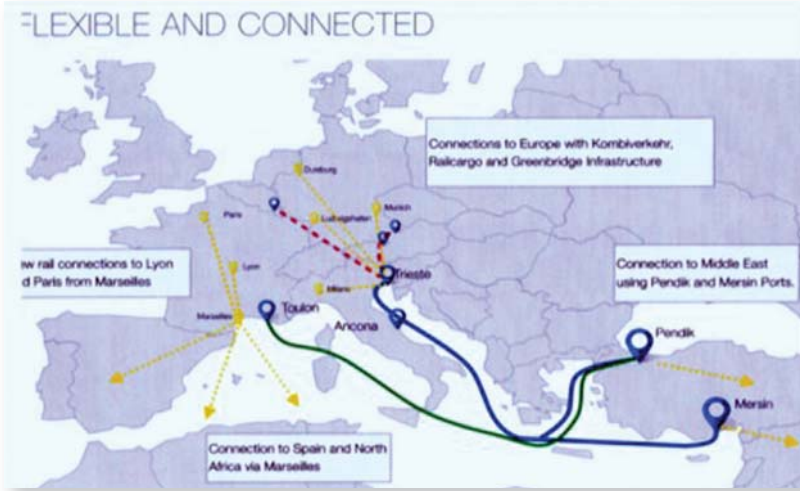 FLEXIBLE AND CONNECTED
Connections to Europe with Kombiverkehr,
Railcargo and Greenbridge Infrastructure
Duisburg
Paris
Ludwigshafen
Munich
ew rail connections to Lyon
d Paris from Marseilles
Lyon
Trieste
Milano
Connection to Middle East
using Pendik and Mersin Ports.
Marseilles
Toulon
Ancona
Pendik
Mersin
Connection to Spain and North
Africa via Marseilles